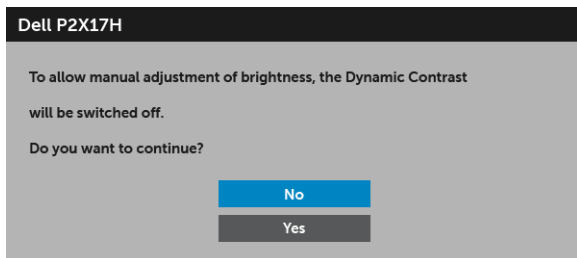 Dell P2X17H
To allow manual adjustment of brightness, the Dynamic Contrast
will be switched off.
Do you want to continue?
No
Yes